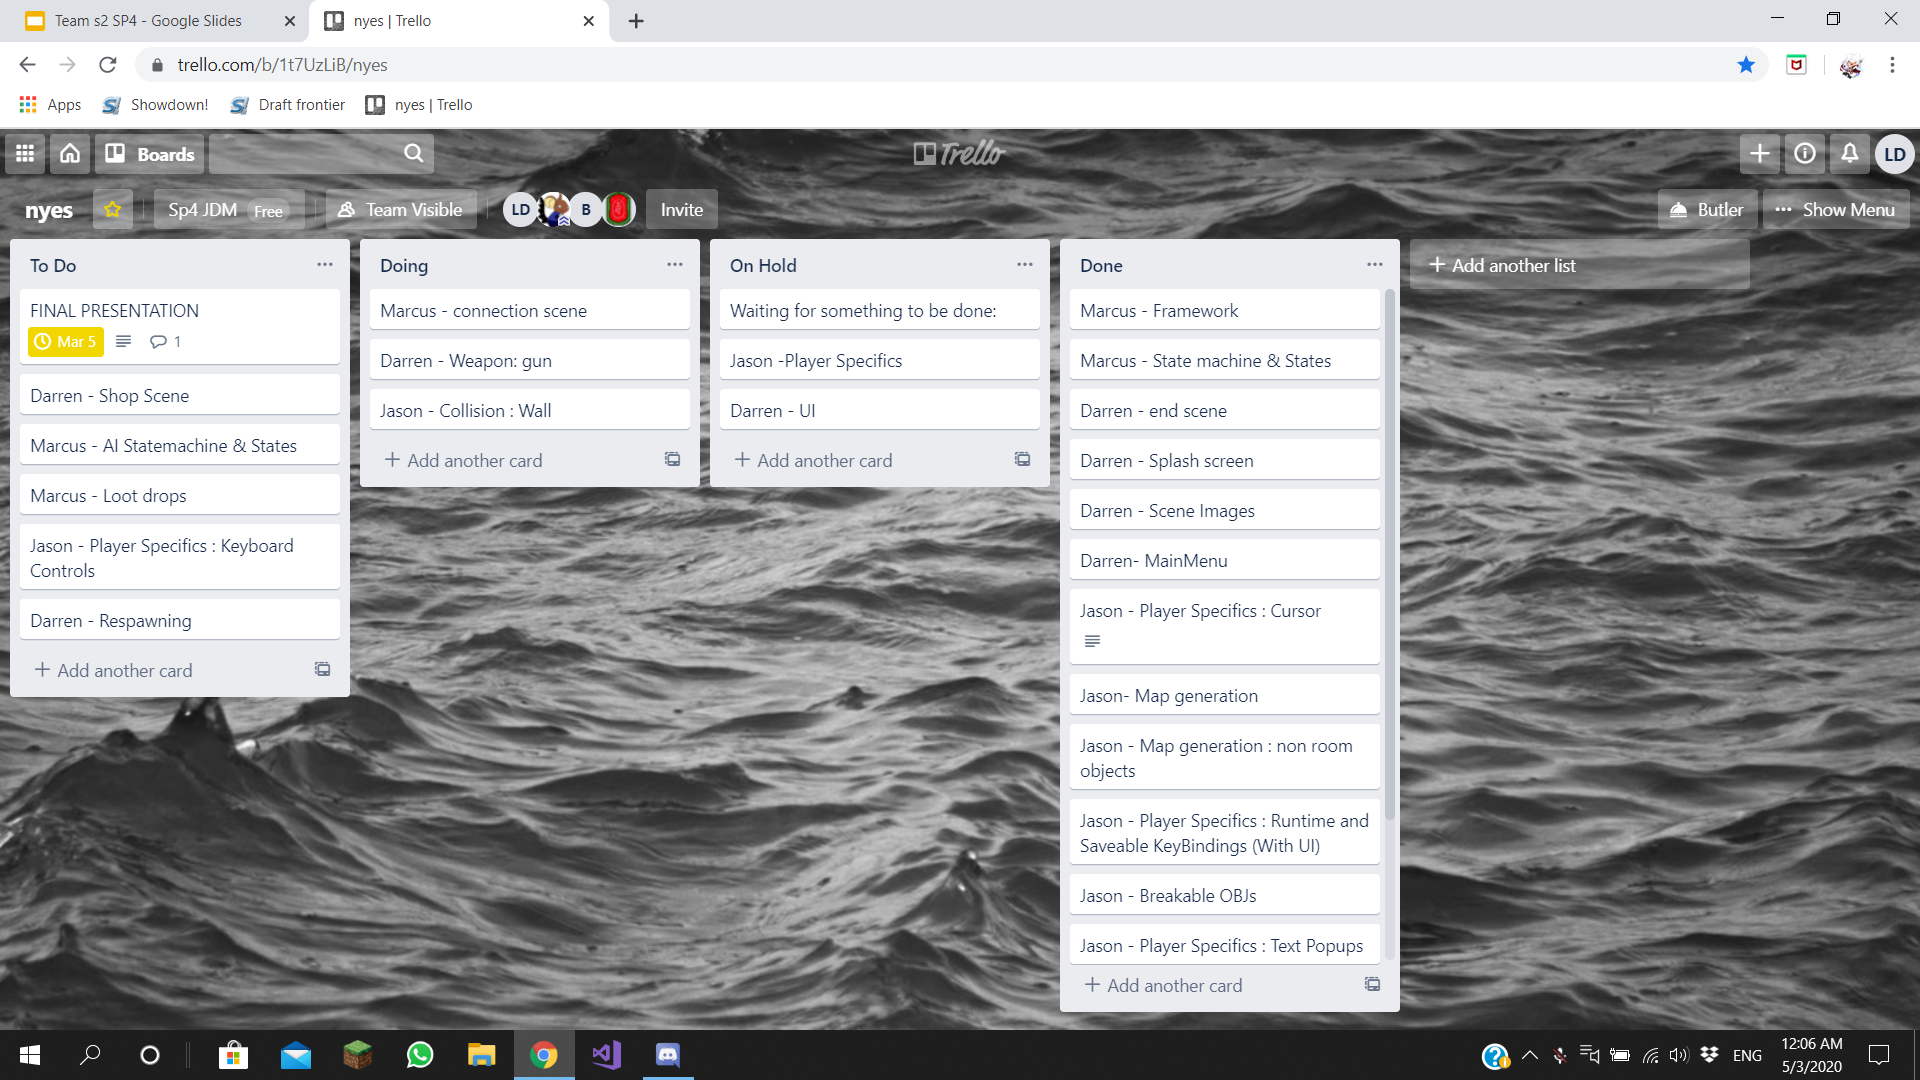 Team s2 SP4 - Google Slides
nyes | Trello
trello.com/b/1t7UzLiB/nyes
Apps
Showdown!
Draft frontier
nyes | Trello
Boards
Trello
LD
nyes
Sp4 JDM Free
Team Visible
LD
B
Invite
Butler
Show Menu
To Do
FINAL PRESENTATION
Mar 5
1
Darren - Shop Scene
Marcus - AI Statemachine & States
Marcus - Loot drops
Jason - Player Specifics : Keyboard
Controls
Darren - Respawning
Add another card
Doing
Marcus - connection scene
Darren - Weapon: gun
Jason - Collision : Wall
Add another card
On Hold
Waiting for something to be done:
Jason -Player Specifics
Darren - UI
Add another card
Done
Marcus - Framework
Marcus - State machine & States
Darren - end scene
Darren - Splash screen
Darren - Scene Images
Darren- MainMenu
Jason - Player Specifics : Cursor
Jason- Map generation
Jason - Map generation : non room
objects
Jason - Player Specifics : Runtime and
Saveable KeyBindings (With UI)
Jason - Breakable OBJs
Jason - Player Specifics : Text Popups
Add another card
Add another list
ENG
12:06 AM
5/3/2020